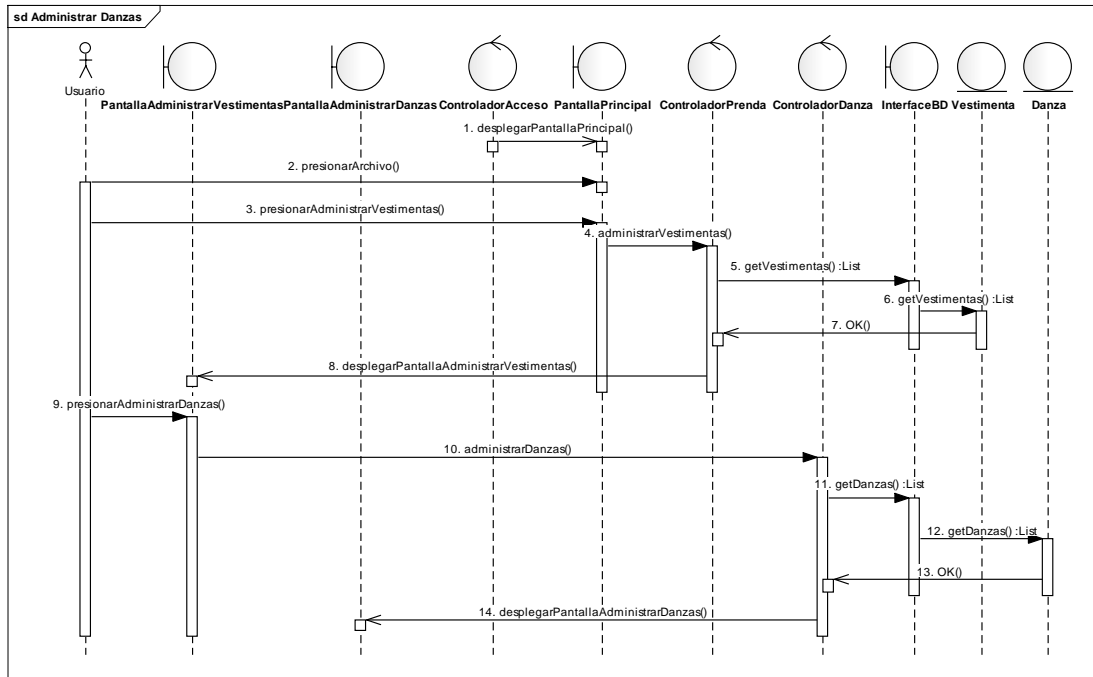 sd Administrar Danzas
Usuario
PantallaAdministrarVestimentas
PantallaAdministrarDanzas
ControladorAcceso
PantallaPrincipal
ControladorPrenda
ControladorDanza
InterfaceBD
Vestimenta
Danza
1. desplegarPantallaPrincipal()
2. presionarArchivo()
3. presionarAdministrarVestimentas()
4. administrarVestimentas()
5. getVestimentas() :List
6. getVestimentas() :List
7. OK()
8. desplegarPantallaAdministrarVestimentas()
9. presionarAdministrarDanzas()
10. administrarDanzas()
11. getDanzas() :List
12. getDanzas() :List
13. OK()
14. desplegarPantallaAdministrarDanzas()